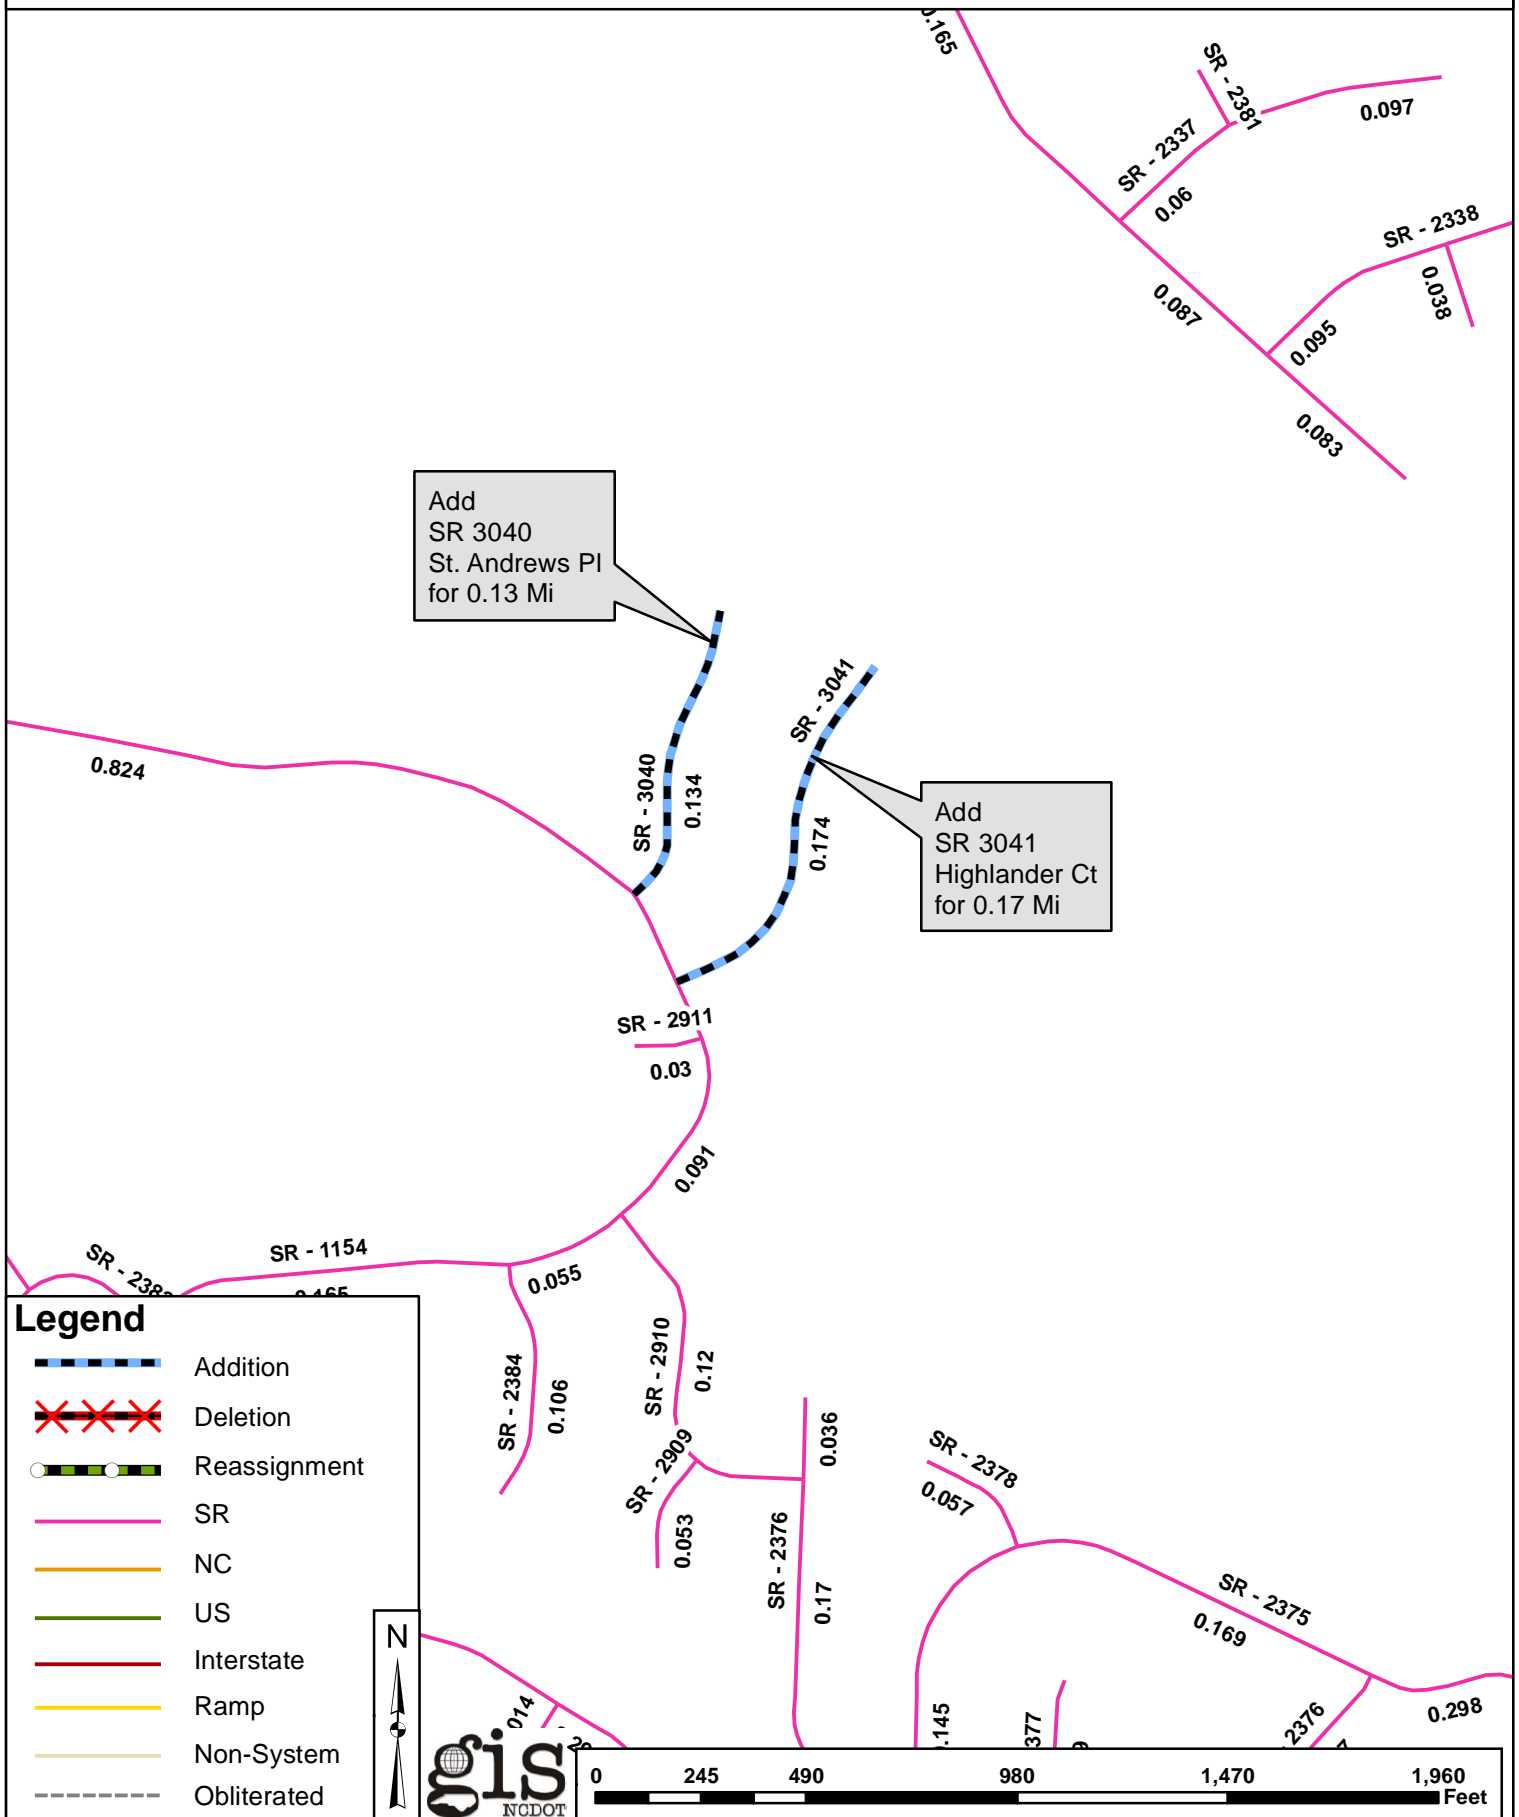 0.165
SR - 2381
0.097
SR - 2337
0.06
SR - 2338
0.038
0.087
0.095
0.083
Add
SR 3040
St. Andrews Pl
for 0.13 Mi
SR - 3041
0.824
SR - 3040
0.134
0.174
Add
SR 3041
Highlander Ct
for 0.17 Mi
SR - 2911
0.03
0.091
SR - 1154
0.055
SR - 2384
0.106
SR - 2910
0.12
SR - 2909
0.053
0.036
SR - 2376
0.17
SR - 2378
0.057
SR - 2375
0.169
0.298
2376
377
.145
014
Legend
Addition
Deletion
Reassignment
SR
NC
US
Interstate
Ramp
Non-System
Obliterated
N
gis
NCDOT
0 245 490 980 1,470 1,960
Feet